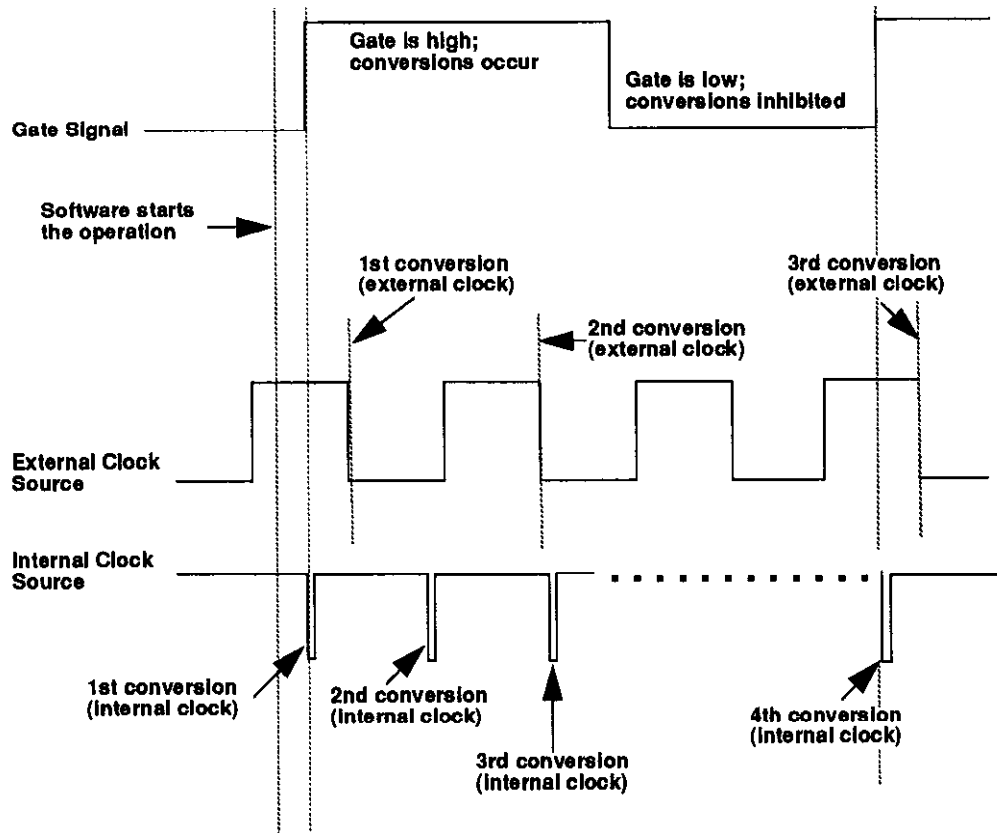 Gate is high;
conversions occur
Gate is low;
conversions inhibited
Gate Signal
Software starts
the operation
1st conversion
(external clock)
3rd conversion
(external clock)
2nd conversion
(external clock)
External Clock
Source
Internal Clock
Source
1st conversion
(internal clock)
2nd conversion
(internal clock)
3rd conversion
(internal clock)
4th conversion
(internal clock)